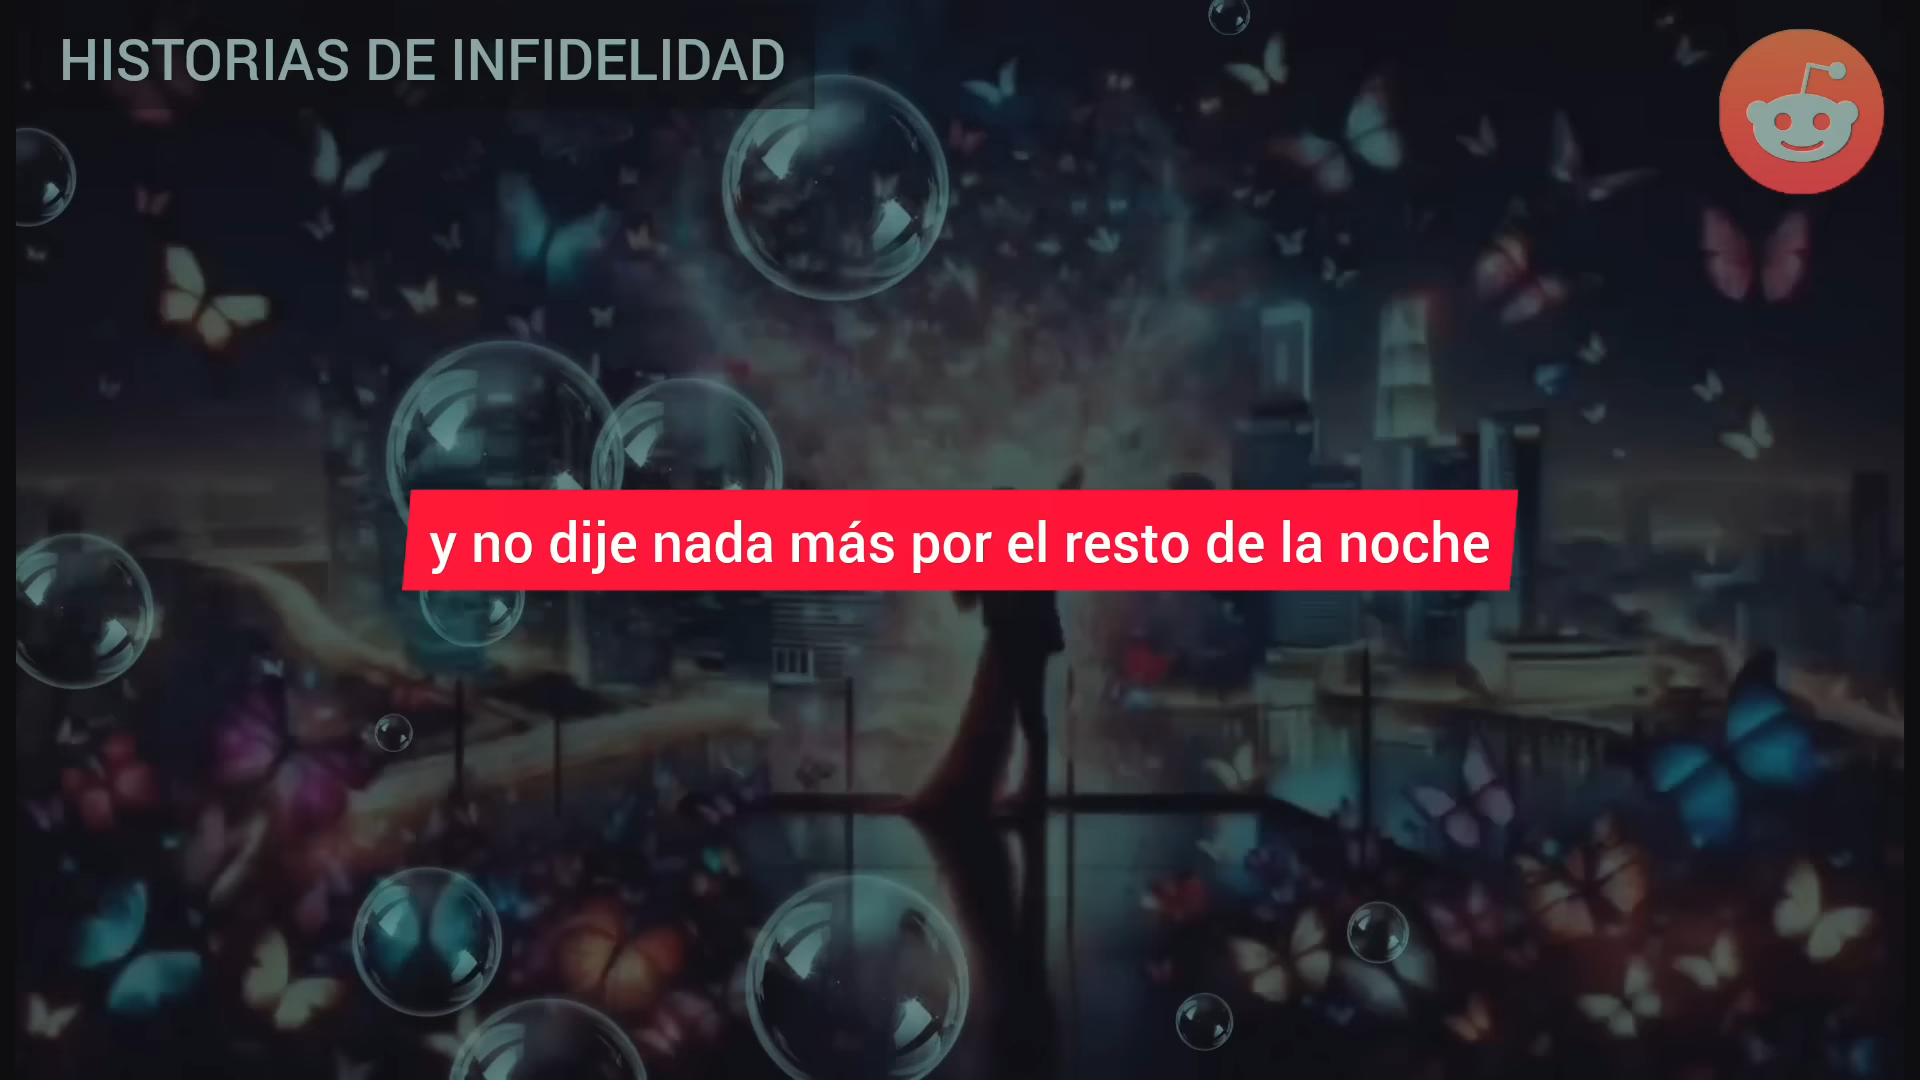 HISTORIAS DE INFIDELIDAD
y no dije nada más por el resto de la noche